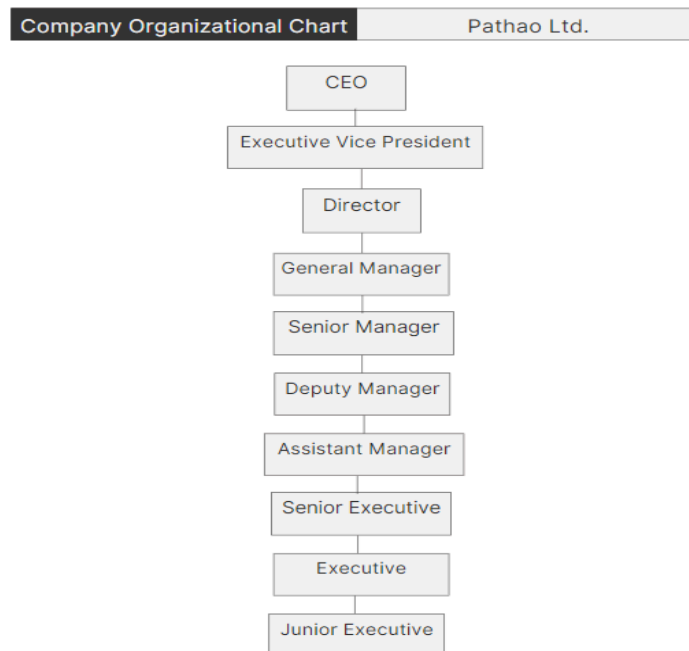 Company Organizational Chart Pathao Ltd.
CEO
Executive Vice President
Director
General Manager
Senior Manager
Deputy Manager
Assistant Manager
Senior Executive
Executive
Junior Executive